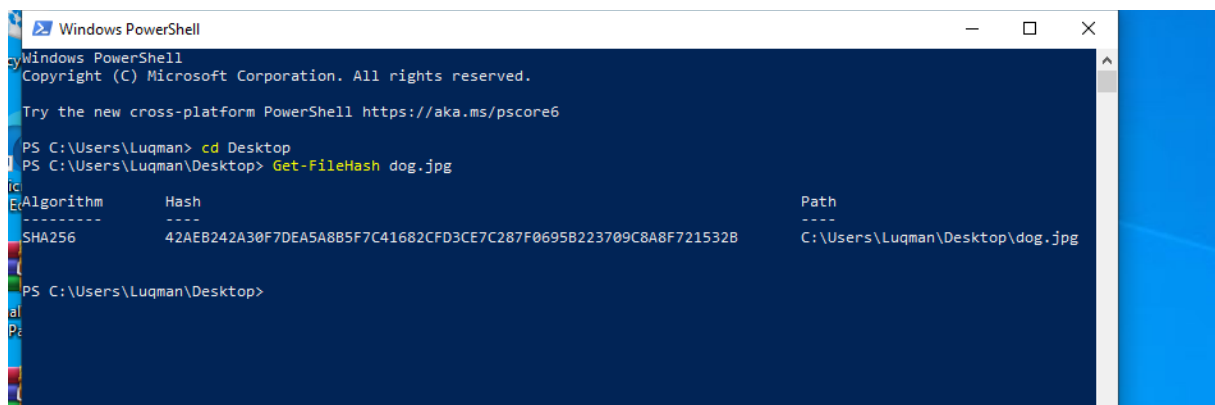 Windows PowerShell
Windows PowerShell
Copyright (C) Microsoft Corporation. All rights reserved.
Try the new cross-platform PowerShell https://aka.ms/pscore6
PS C:\Users\Luqman> cd Desktop
PS C:\Users\Luqman\Desktop> Get-FileHash dog.jpg
Algorithm Hash Path
--------- ---- ----
SHA256 42AEB242A30F7DEA5A8B5F7C41682CFD3CE7C287F0695B223709C8A8F721532B C:\Users\Luqman\Desktop\dog.jpg
PS C:\Users\Luqman\Desktop>